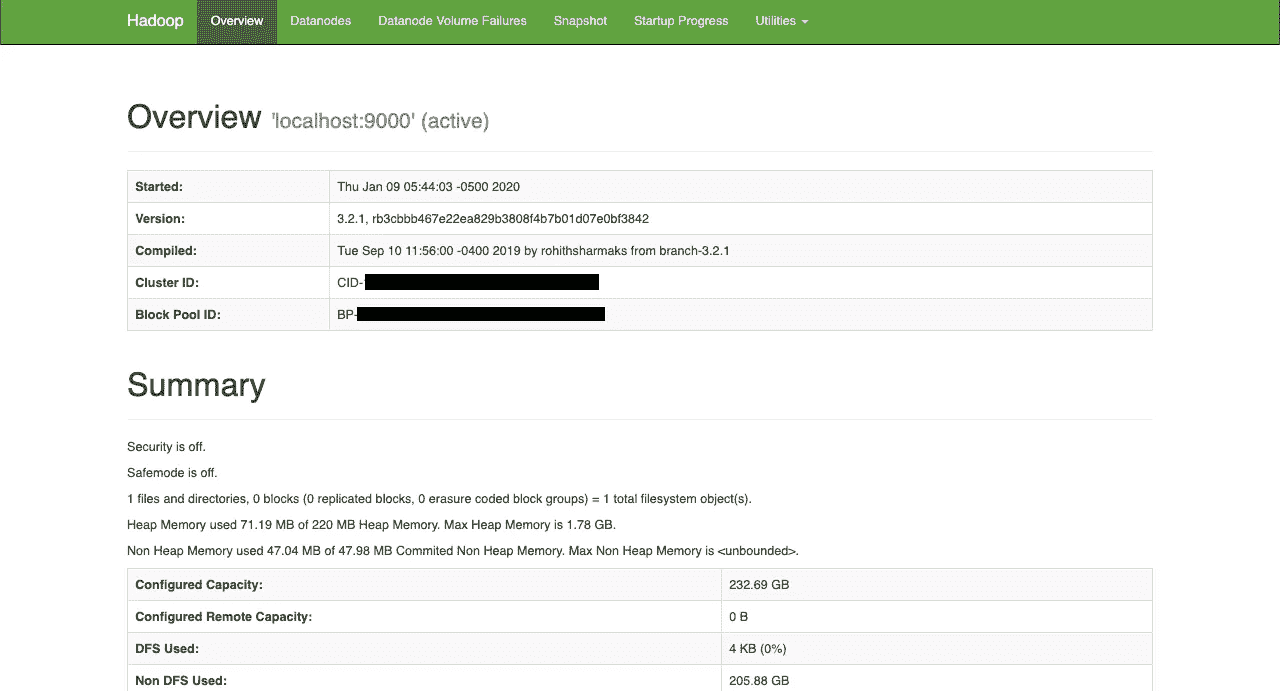 Hadoop Overview Datanodes Datanode Volume Failures Snapshot Startup Progress Utilities
Overview 'localhost:9000' (active)
Started: Thu Jan 09 05:44:03 -0500 2020
Version: 3.2.1, rb3cbbb467e22ea829b3808f4b7b01d07e0bf3842
Compiled: Tue Sep 10 11:56:00 -0400 2019 by rohithsharmaks from branch-3.2.1
Cluster ID: CID-
Block Pool ID: BP-
Summary
Security is off.
Safemode is off.
1 files and directories, 0 blocks (0 replicated blocks, 0 erasure coded block groups) = 1 total filesystem object(s).
Heap Memory used 71.19 MB of 220 MB Heap Memory. Max Heap Memory is 1.78 GB.
Non Heap Memory used 47.04 MB of 47.98 MB Commited Non Heap Memory. Max Non Heap Memory is <unbounded>.
Configured Capacity: 232.69 GB
Configured Remote Capacity: 0 B
DFS Used: 4 KB (0%)
Non DFS Used: 205.88 GB